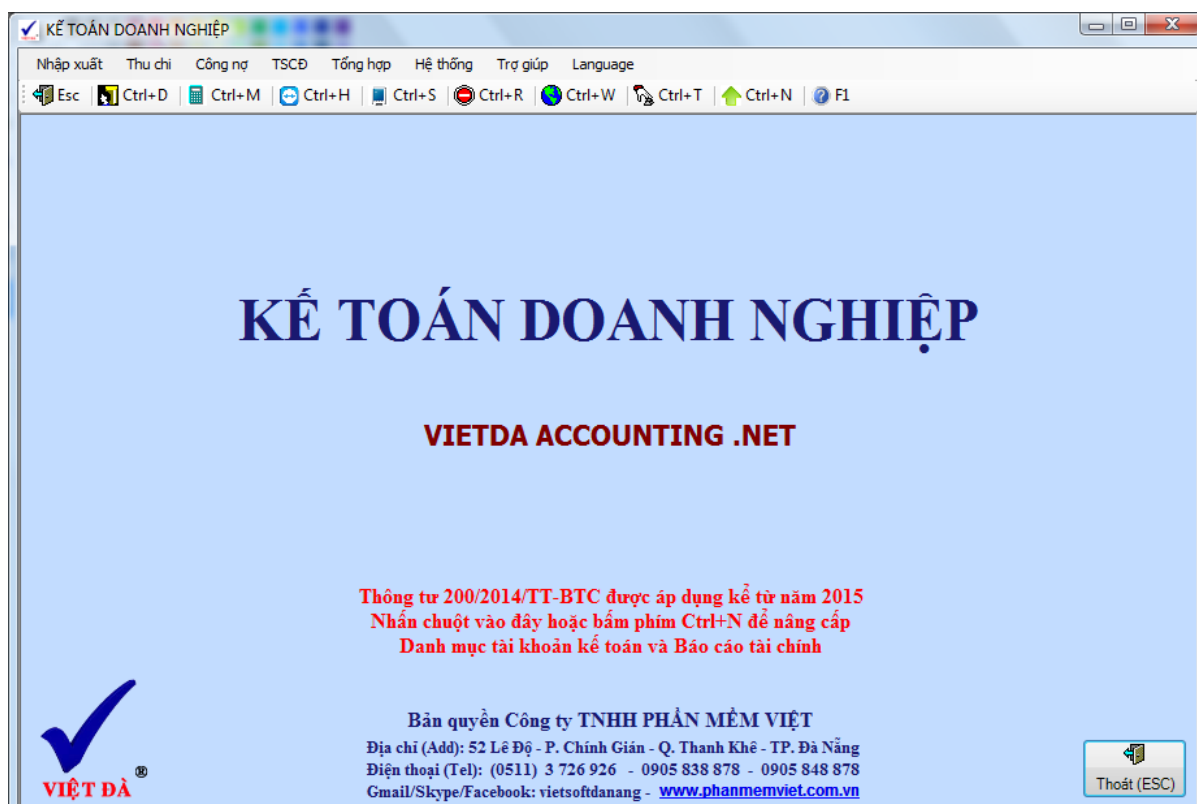 KẾ TOÁN DOANH NGHIỆP
Nhập xuất Thu chi Công nợ TSCĐ Tổng hợp Hệ thống Trợ giúp Language
Esc Ctrl+D Ctrl+M Ctrl+H Ctrl+S Ctrl+R Ctrl+W Ctrl+T Ctrl+N F1
KẾ TOÁN DOANH NGHIỆP
VIETDA ACCOUNTING .NET
Thông tư 200/2014/TT-BTC được áp dụng kể từ năm 2015
Nhấn chuột vào đây hoặc bấm phím Ctrl+N để nâng cấp
Danh mục tài khoản kế toán và Báo cáo tài chính
Bản quyền Công ty TNHH PHẦN MỀM VIỆT
Địa chỉ (Add): 52 Lê Độ - P. Chính Gián - Q. Thanh Khê - TP. Đà Nẵng
Điện thoại (Tel): (0511) 3 726 926 - 0905 838 878 - 0905 848 878
Gmail/Skype/Facebook: vietsoftdanang - www.phanmemviet.com.vn
VIỆT ĐÀ ®
Thoát (ESC)